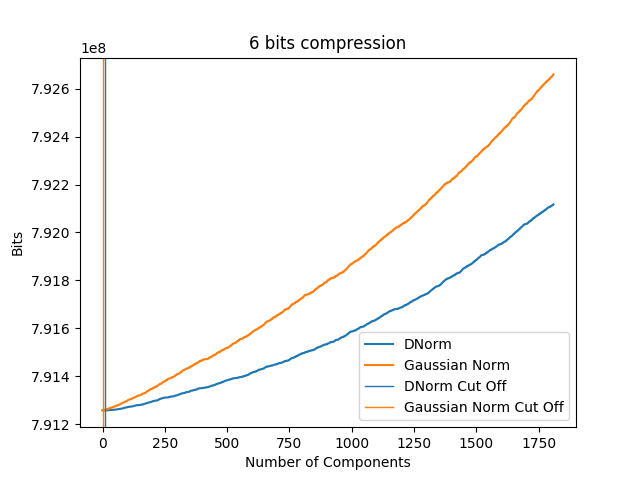 6 bits compression
1e8
7.926
7.924
7.922
7.920
7.918
7.916
7.914
7.912
Bits
0 250 500 750 1000 1250 1500 1750
Number of Components
DNorm
Gaussian Norm
DNorm Cut Off
Gaussian Norm Cut Off